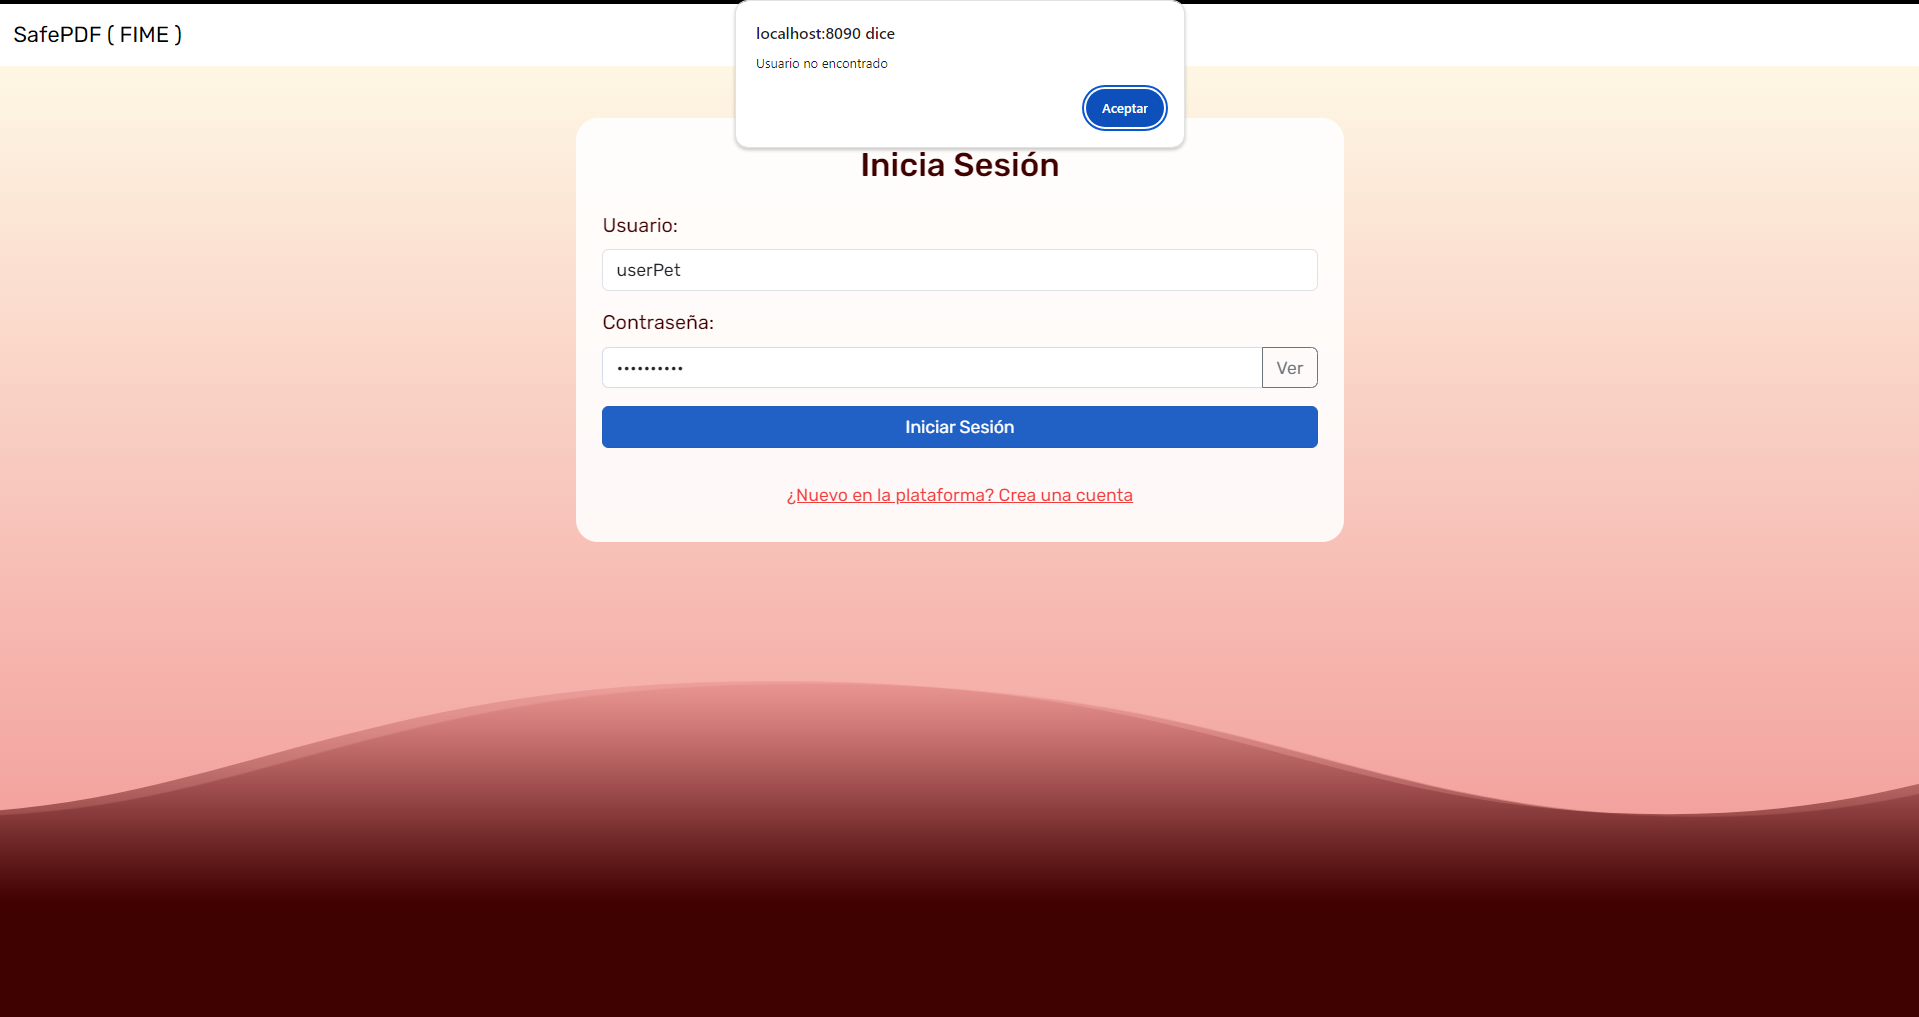 SafePDF ( FIME )
localhost:8090 dice
Usuario no encontrado
Aceptar
Inicia Sesión
Usuario:
userPet
Contraseña:
••••••••••
Ver
Iniciar Sesión
¿Nuevo en la plataforma? Crea una cuenta